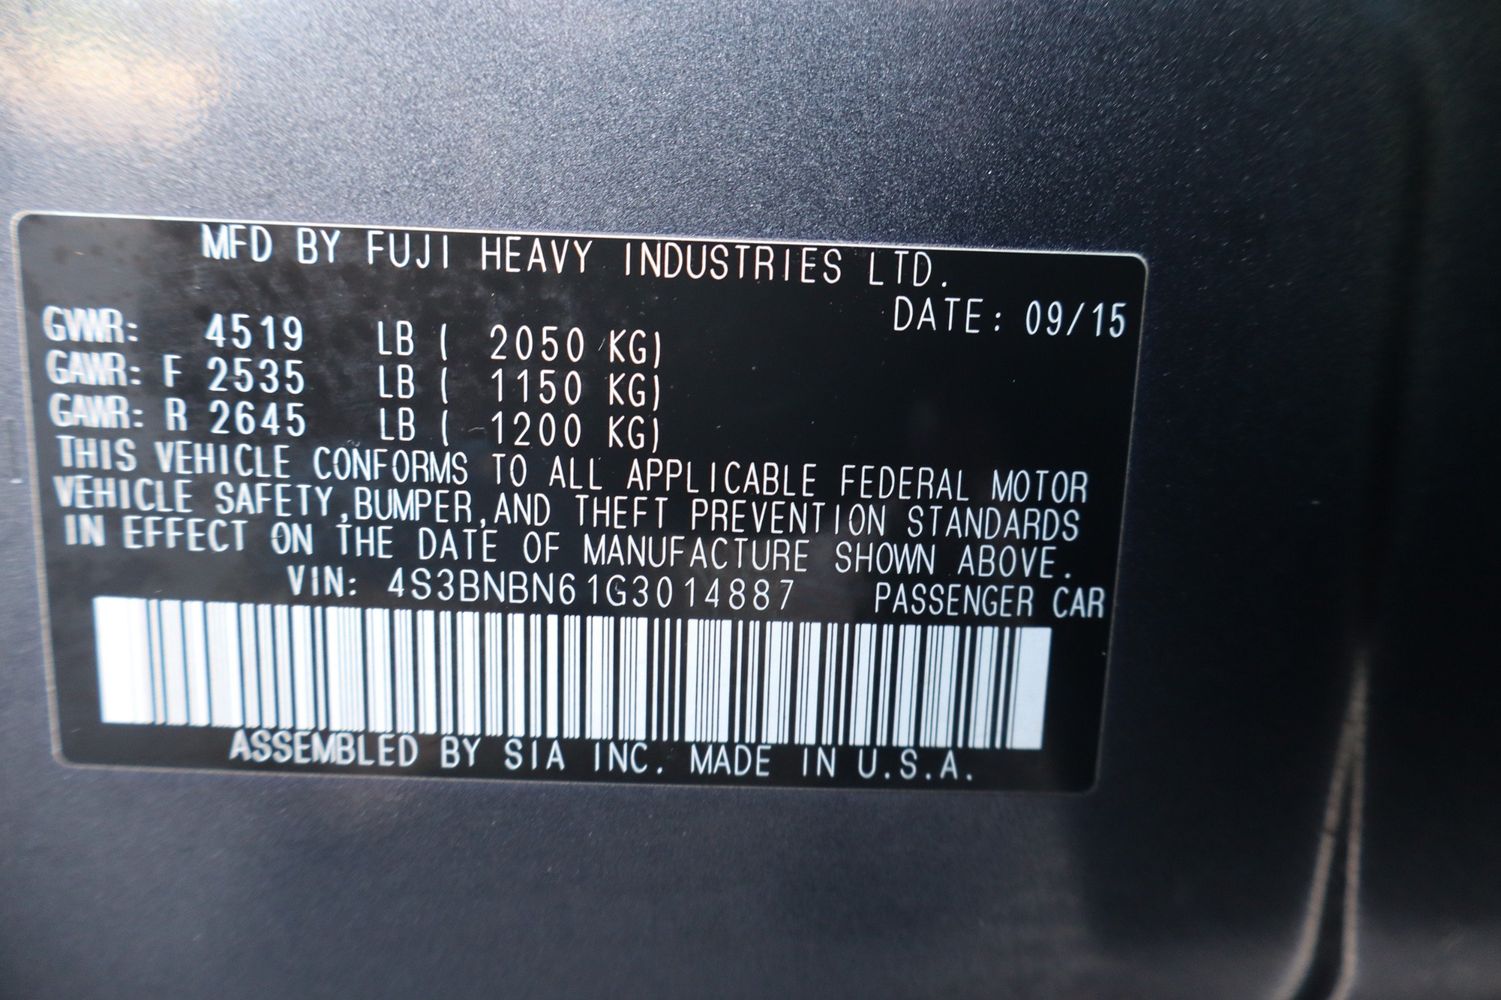 MFD BY FUJI HEAVY INDUSTRIES LTD.
DATE: 09/15
GVWR: 4519 LB ( 2050 KG)
GAWR: F 2535 LB ( 1150 KG)
GAWR: R 2645 LB ( 1200 KG)
THIS VEHICLE CONFORMS TO ALL APPLICABLE FEDERAL MOTOR
VEHICLE SAFETY,BUMPER,AND THEFT PREVENTION STANDARDS
IN EFFECT ON THE DATE OF MANUFACTURE SHOWN ABOVE.
VIN: 4S3BNBN61G3014887 PASSENGER CAR
ASSEMBLED BY SIA INC. MADE IN U.S.A.